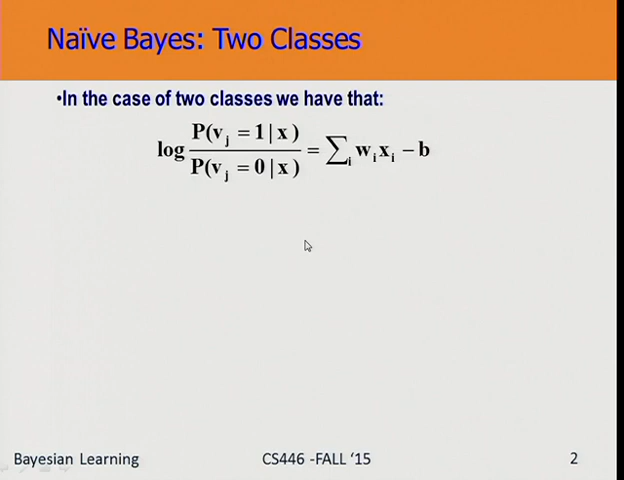 Naïve Bayes: Two Classes
•In the case of two classes we have that:
log P(v_j = 1 | x) / P(v_j = 0 | x) = ∑_i w_i x_i − b
Bayesian Learning CS446 -FALL ‘15 2